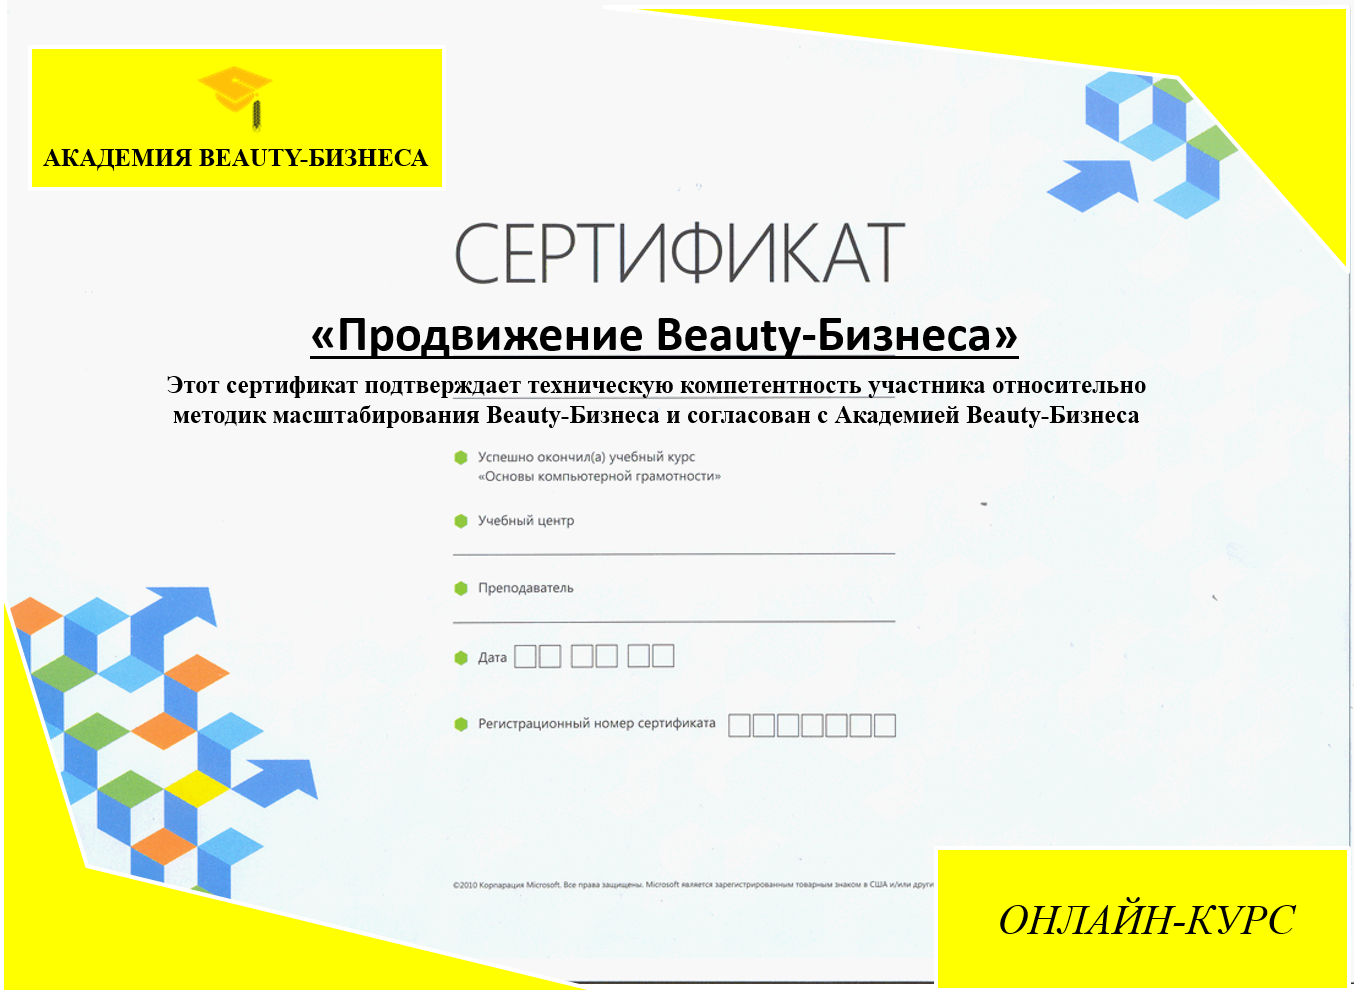 АКАДЕМИЯ BEAUTY-БИЗНЕСА
СЕРТИФИКАТ
«Продвижение Beauty-Бизнеса»
Этот сертификат подтверждает техническую компетентность участника относительно
методик масштабирования Beauty-Бизнеса и согласован с Академией Beauty-Бизнеса
Успешно окончил(а) учебный курс
«Основы компьютерной грамотности»
Учебный центр
Преподаватель
Дата
Регистрационный номер сертификата
©2010 Корпарация Microsoft. Все права защищены. Microsoft является зарегистрированным товарным знаком в США и/или други
ОНЛАЙН-КУРС